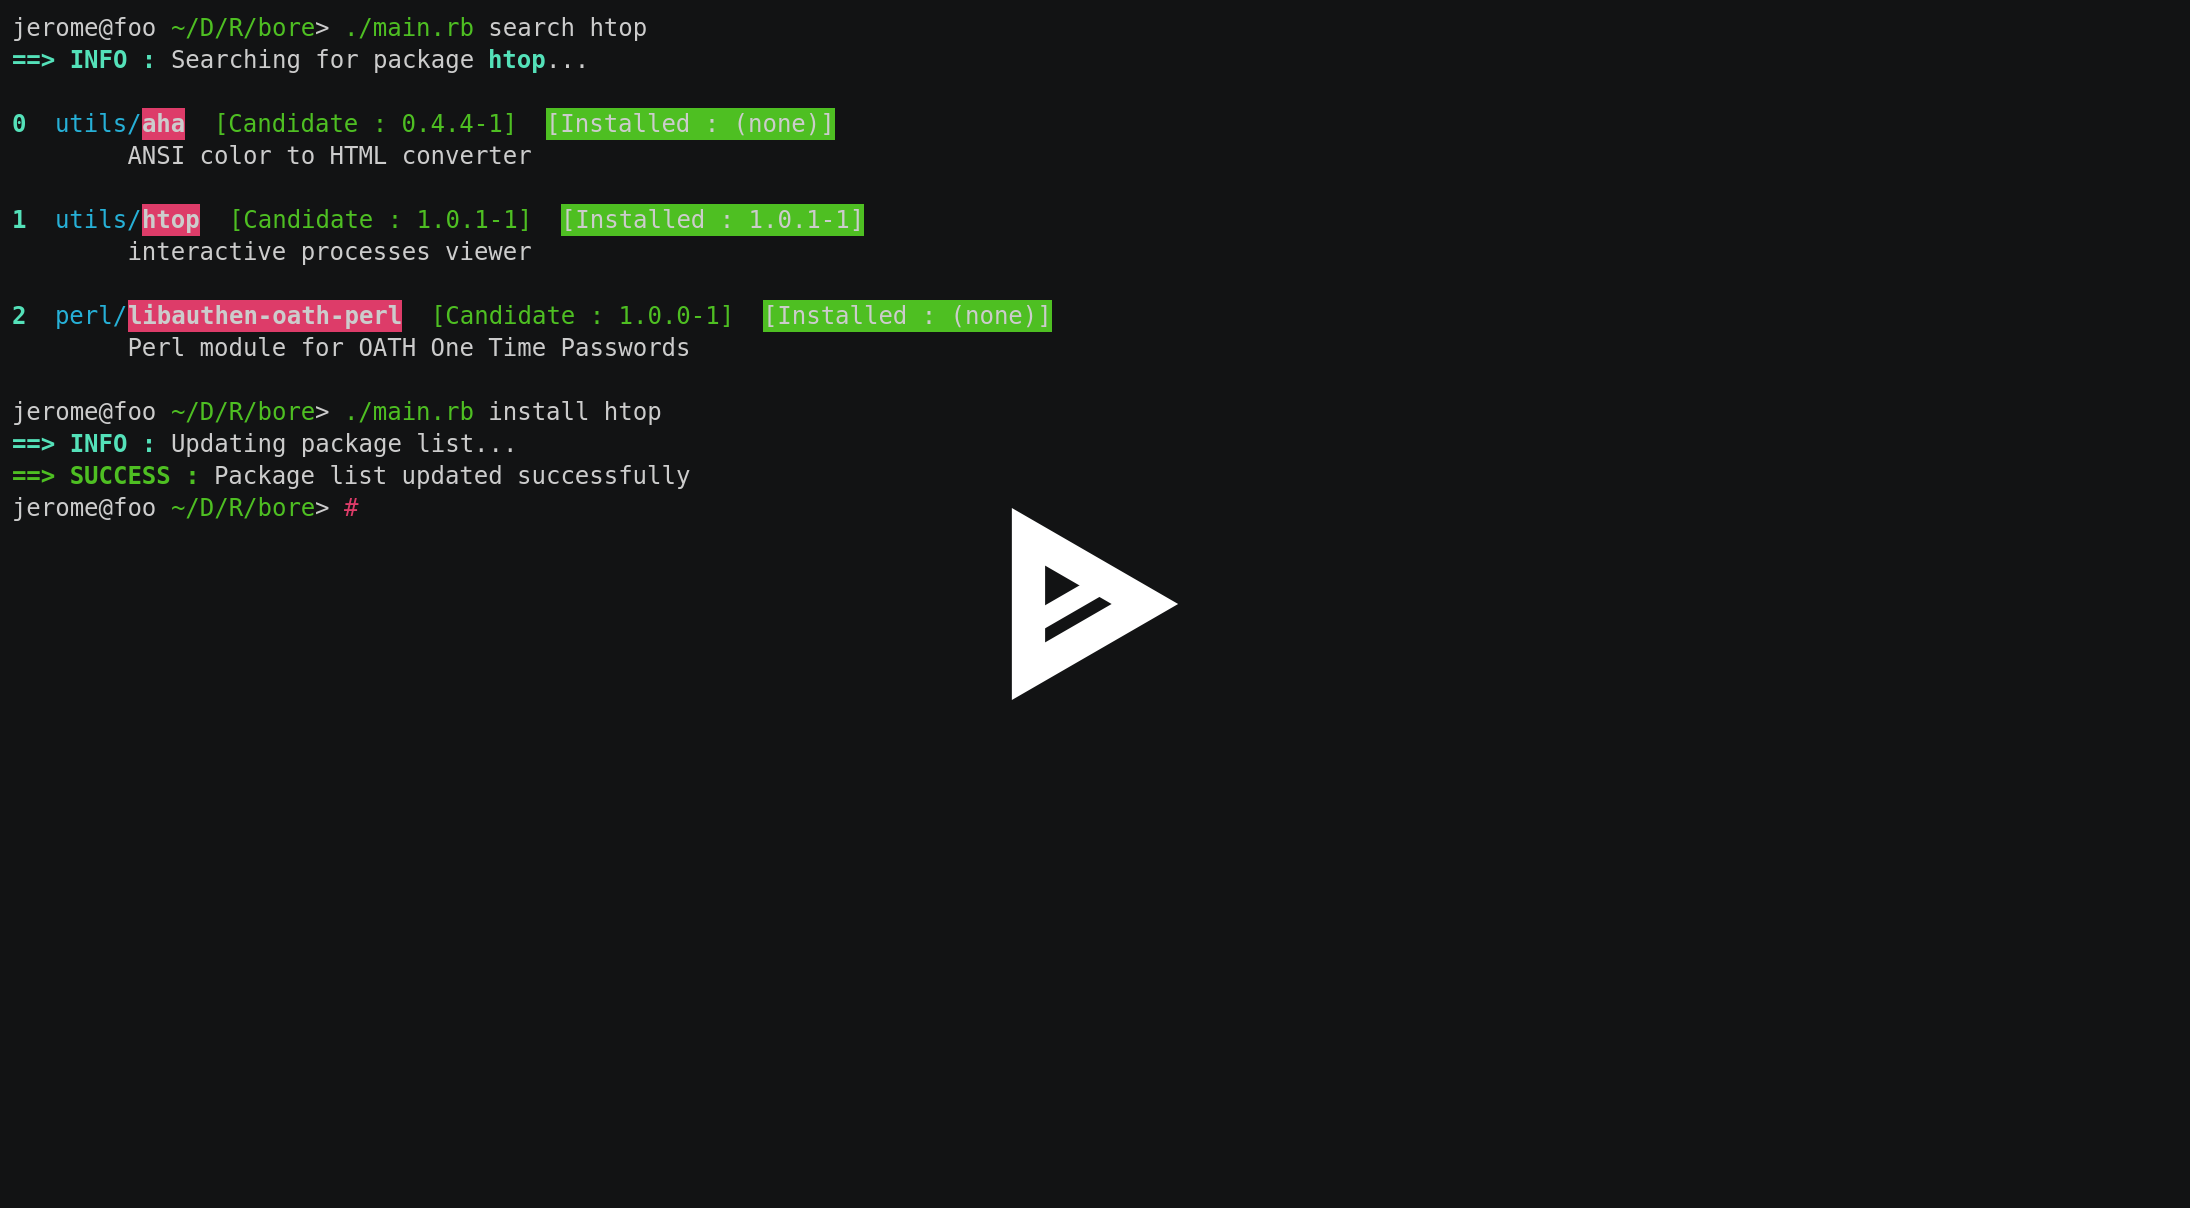 jerome@foo ~/D/R/bore> ./main.rb search htop
==> INFO : Searching for package htop...
0  utils/aha  [Candidate : 0.4.4-1]  [Installed : (none)]
ANSI color to HTML converter
1  utils/htop  [Candidate : 1.0.1-1]  [Installed : 1.0.1-1]
interactive processes viewer
2  perl/libauthen-oath-perl  [Candidate : 1.0.0-1]  [Installed : (none)]
Perl module for OATH One Time Passwords
jerome@foo ~/D/R/bore> ./main.rb install htop
==> INFO : Updating package list...
==> SUCCESS : Package list updated successfully
jerome@foo ~/D/R/bore> #